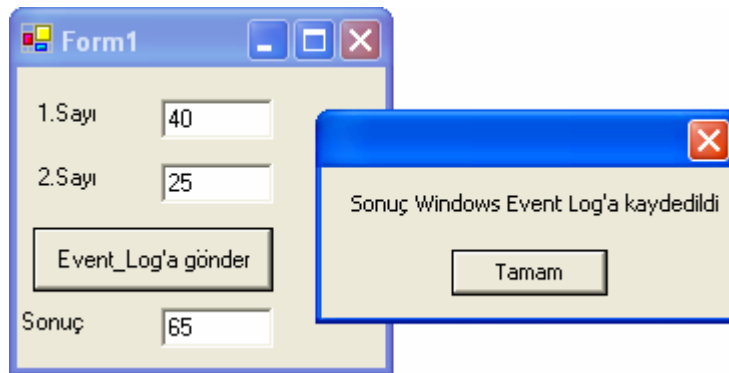 Form1
1.Sayı
40
2.Sayı
25
Event_Log'a gönder
Sonuç
65
Sonuç Windows Event Log'a kaydedildi
Tamam